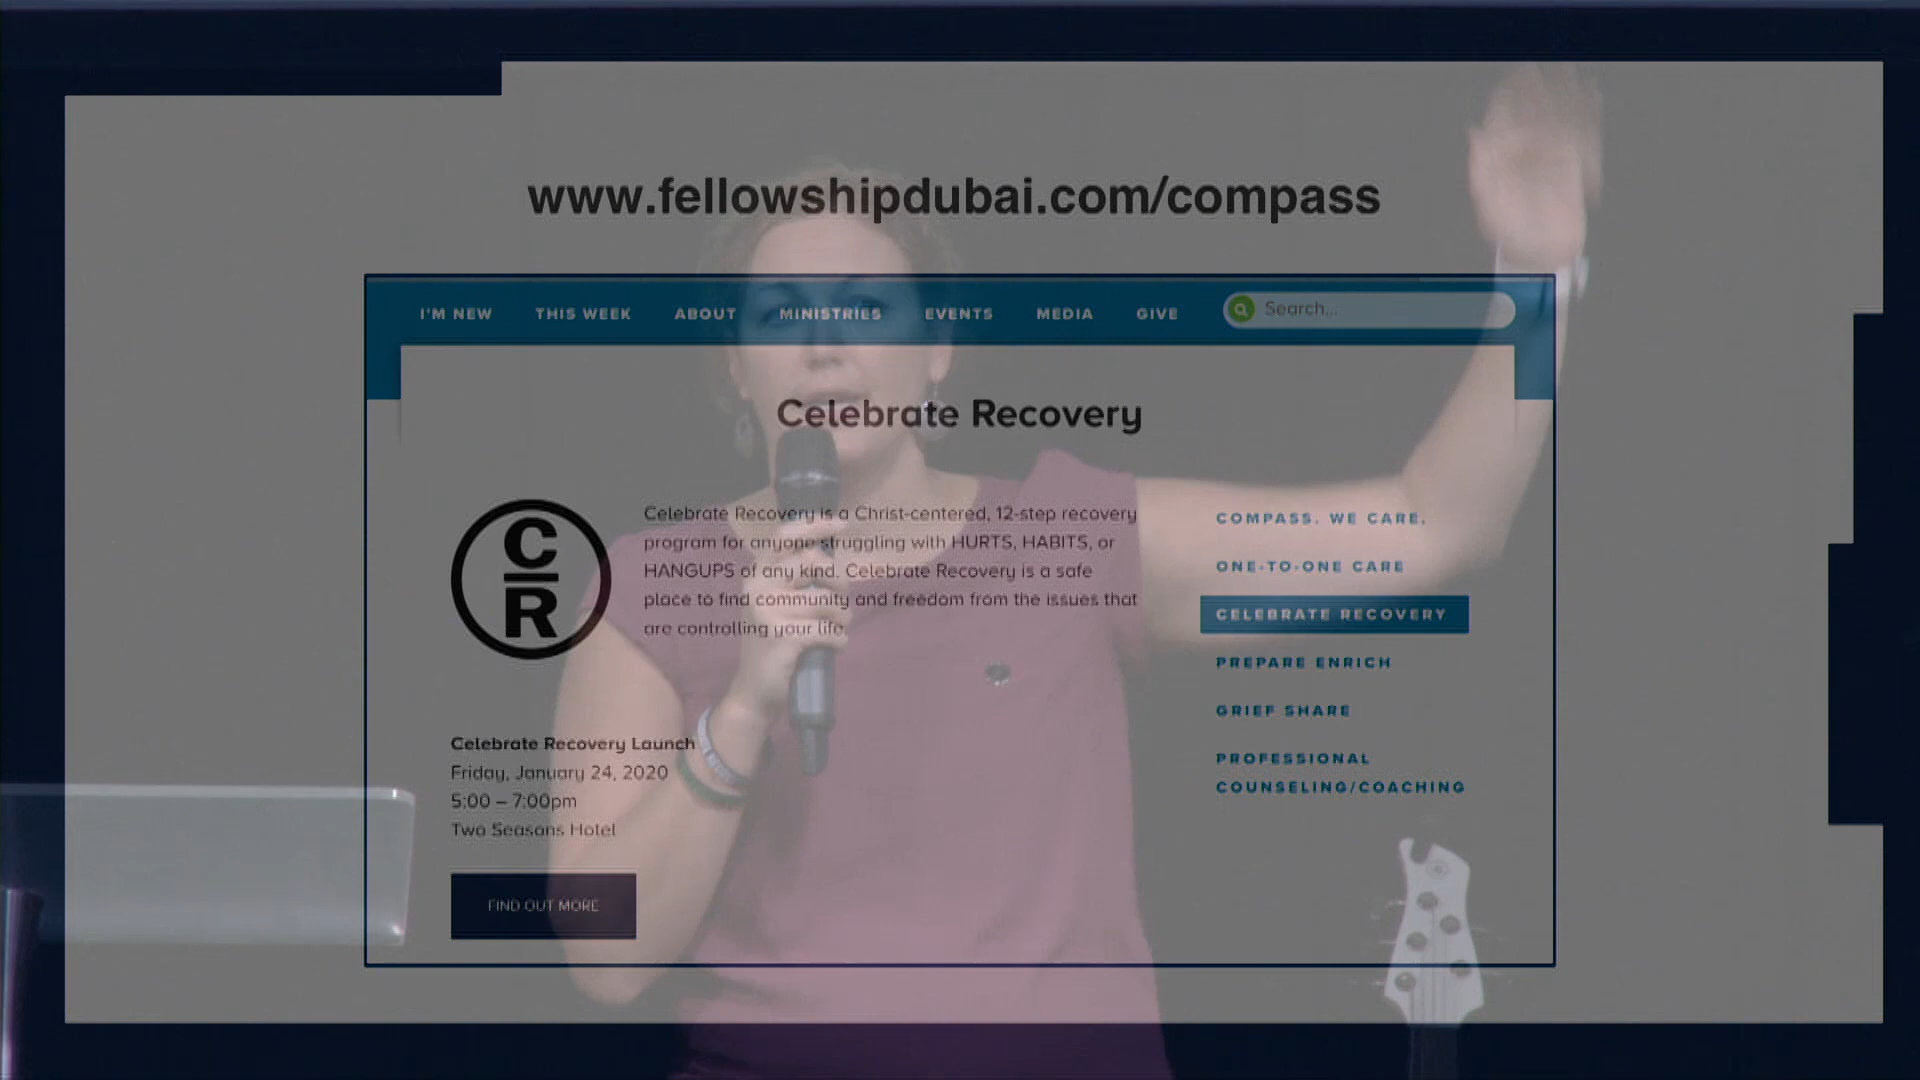 www.fellowshipdubai.com/compass
I'M NEW THIS WEEK ABOUT MINISTRIES EVENTS MEDIA GIVE Search...
Celebrate Recovery
C
R
Celebrate Recovery is a Christ-centered, 12-step recovery
program for anyone struggling with HURTS, HABITS, or
HANGUPS of any kind. Celebrate Recovery is a safe
place to find community and freedom from the issues that
are controlling your life.
COMPASS. WE CARE.
ONE-TO-ONE CARE
CELEBRATE RECOVERY
PREPARE ENRICH
GRIEF SHARE
PROFESSIONAL
COUNSELING/COACHING
Celebrate Recovery Launch
Friday, January 24, 2020
5:00 – 7:00pm
Two Seasons Hotel
FIND OUT MORE